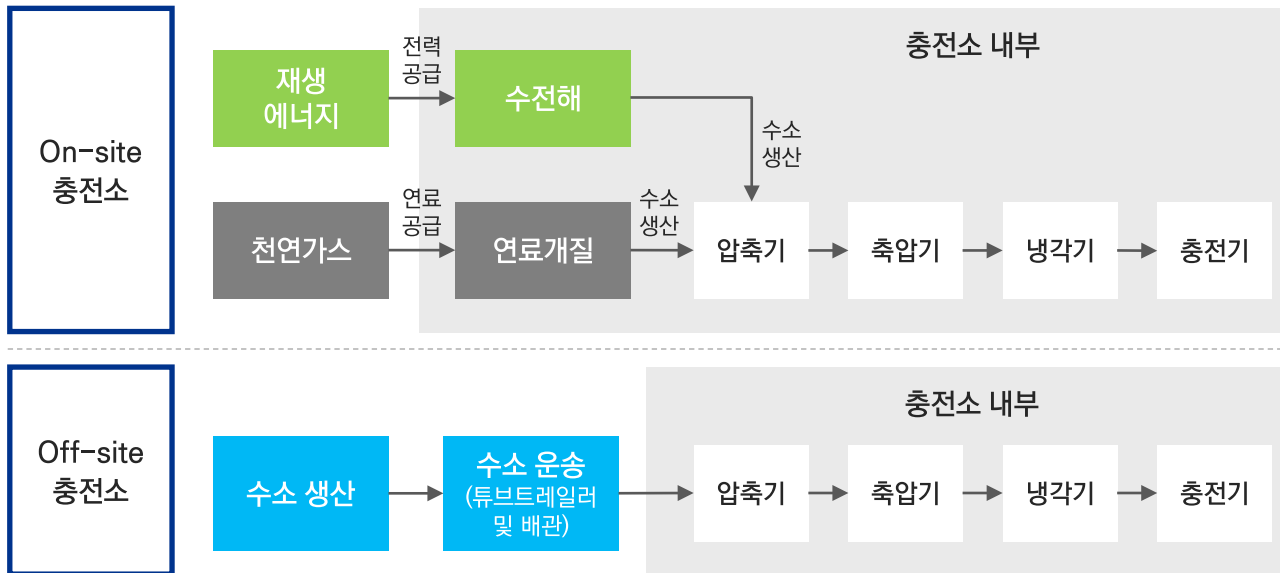 On-site
충전소
충전소 내부
재생
에너지
전력
공급
수전해
수소
생산
천연가스
연료
공급
연료개질
수소
생산
압축기
축압기
냉각기
충전기
Off-site
충전소
충전소 내부
수소 생산
수소 운송
(튜브트레일러
및 배관)
압축기
축압기
냉각기
충전기